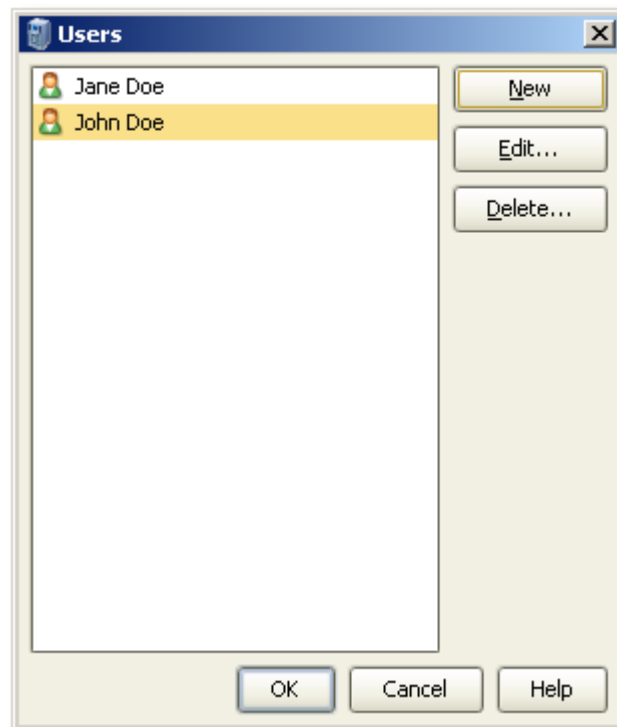 Users
Jane Doe
John Doe
New
Edit...
Delete...
OK
Cancel
Help